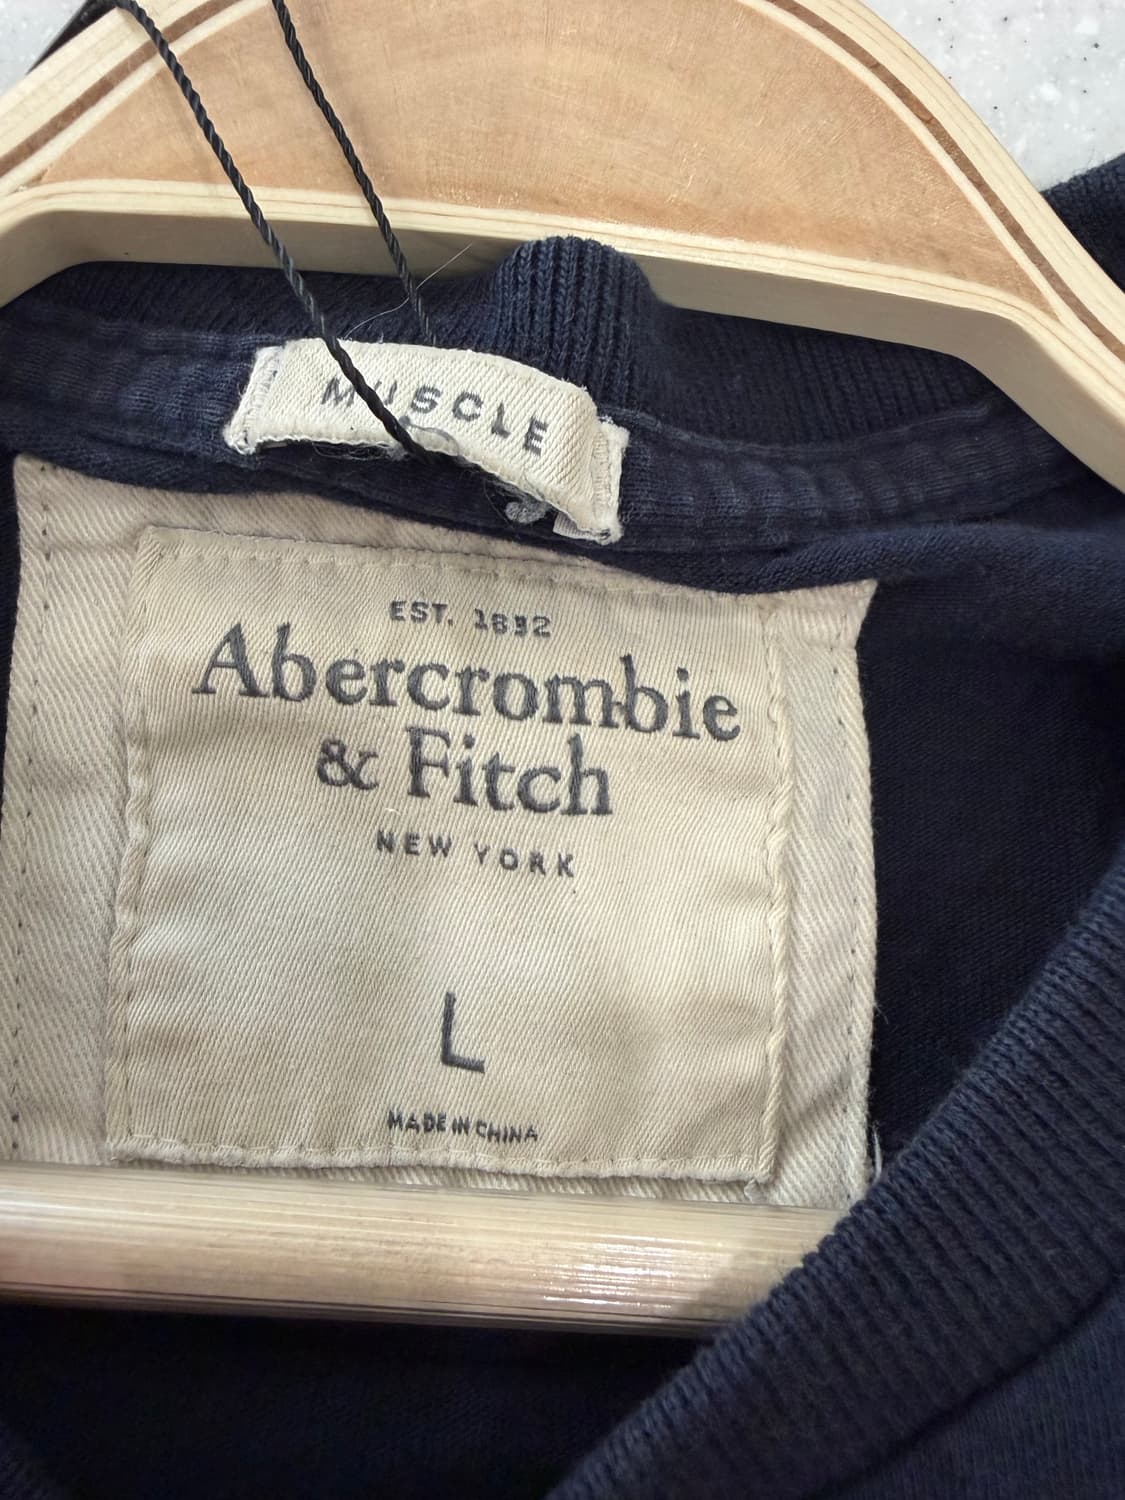 MUSCLE
EST. 1892
Abercrombie
& Fitch
NEW YORK
L
MADE IN CHINA